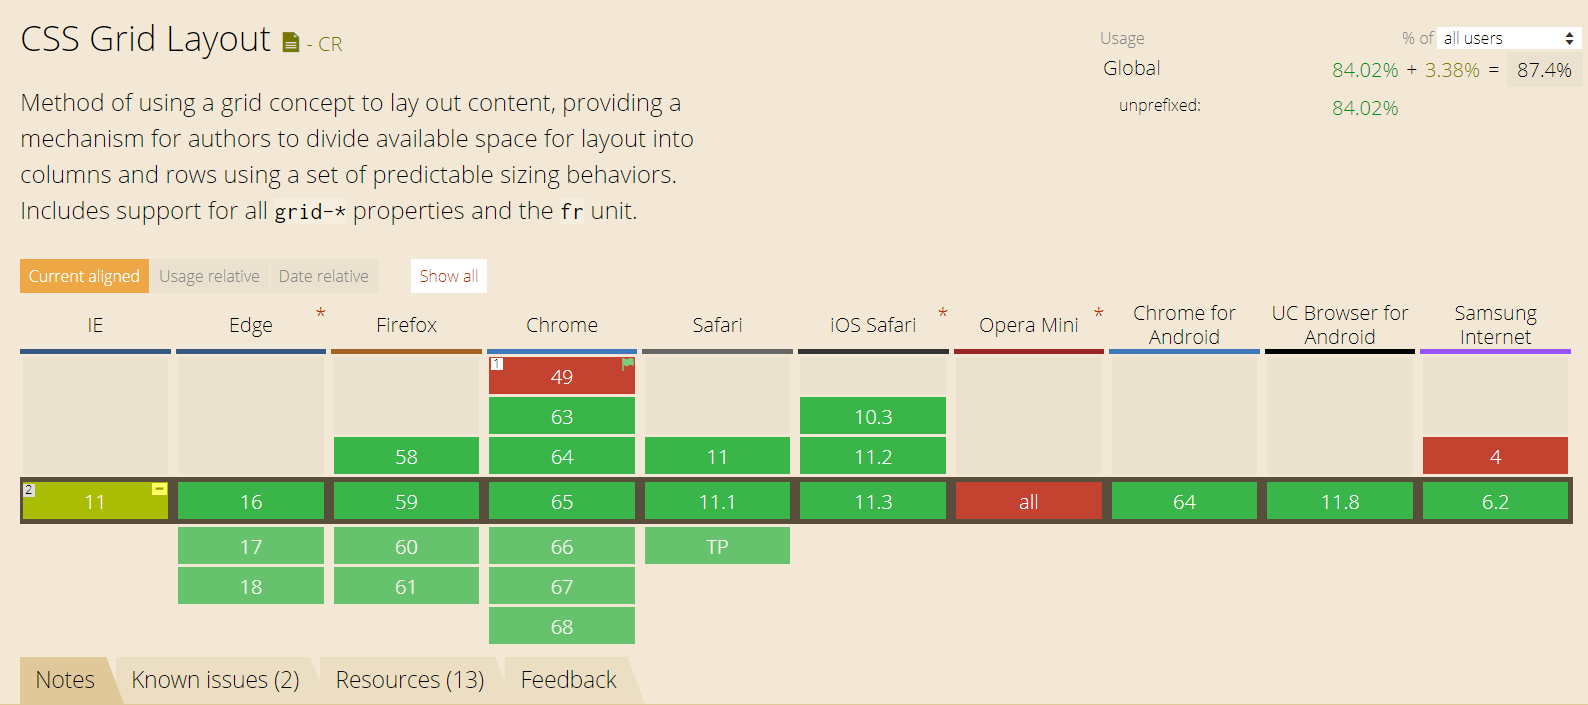 CSS Grid Layout - CR
Usage % of all users
Global 84.02% + 3.38% = 87.4%
unprefixed: 84.02%
Method of using a grid concept to lay out content, providing a
mechanism for authors to divide available space for layout into
columns and rows using a set of predictable sizing behaviors.
Includes support for all grid-* properties and the fr unit.
Current aligned Usage relative Date relative Show all
IE Edge * Firefox Chrome Safari iOS Safari * Opera Mini * Chrome for Android UC Browser for Android Samsung Internet
1 49
63 10.3
58 64 11 11.2 4
2 11 - 16 59 65 11.1 11.3 all 64 11.8 6.2
17 60 66 TP
18 61 67
68
Notes Known issues (2) Resources (13) Feedback